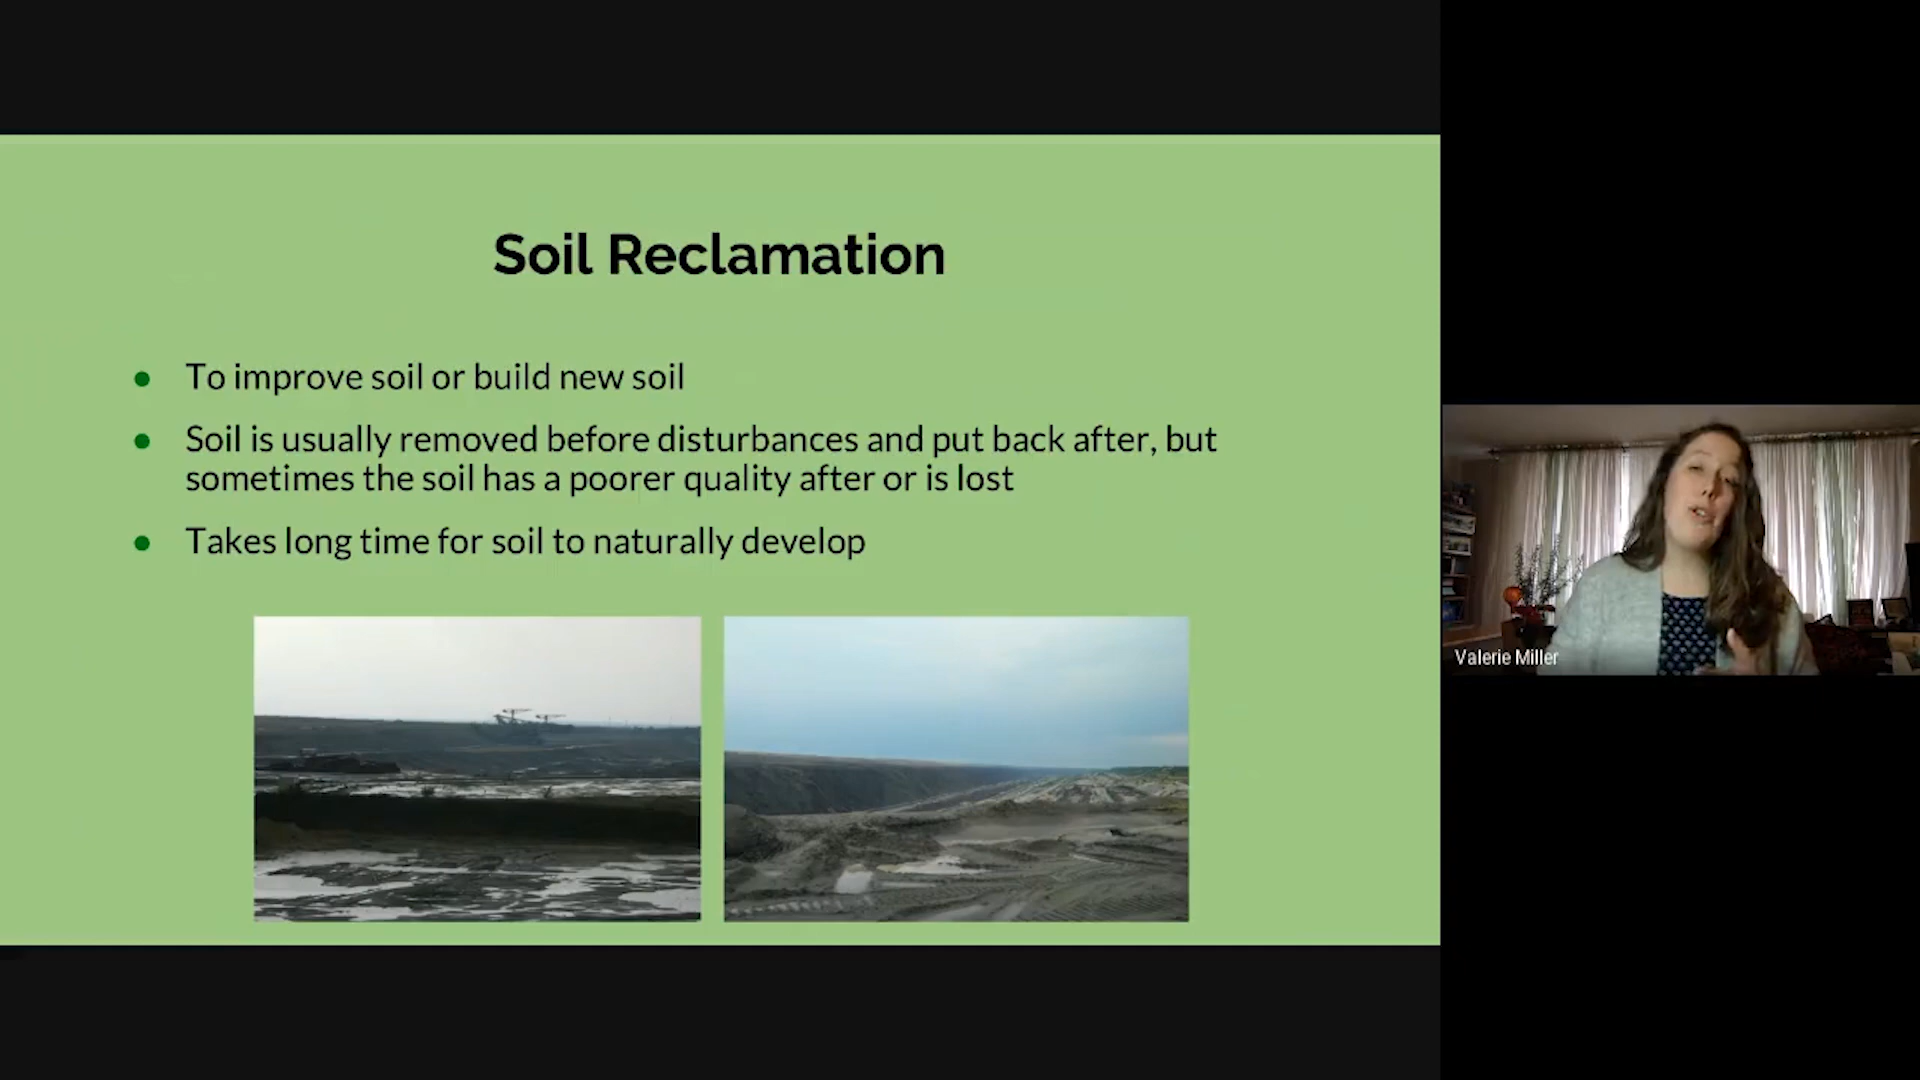 Soil Reclamation
To improve soil or build new soil
Soil is usually removed before disturbances and put back after, but
sometimes the soil has a poorer quality after or is lost
Takes long time for soil to naturally develop
Valerie Miller